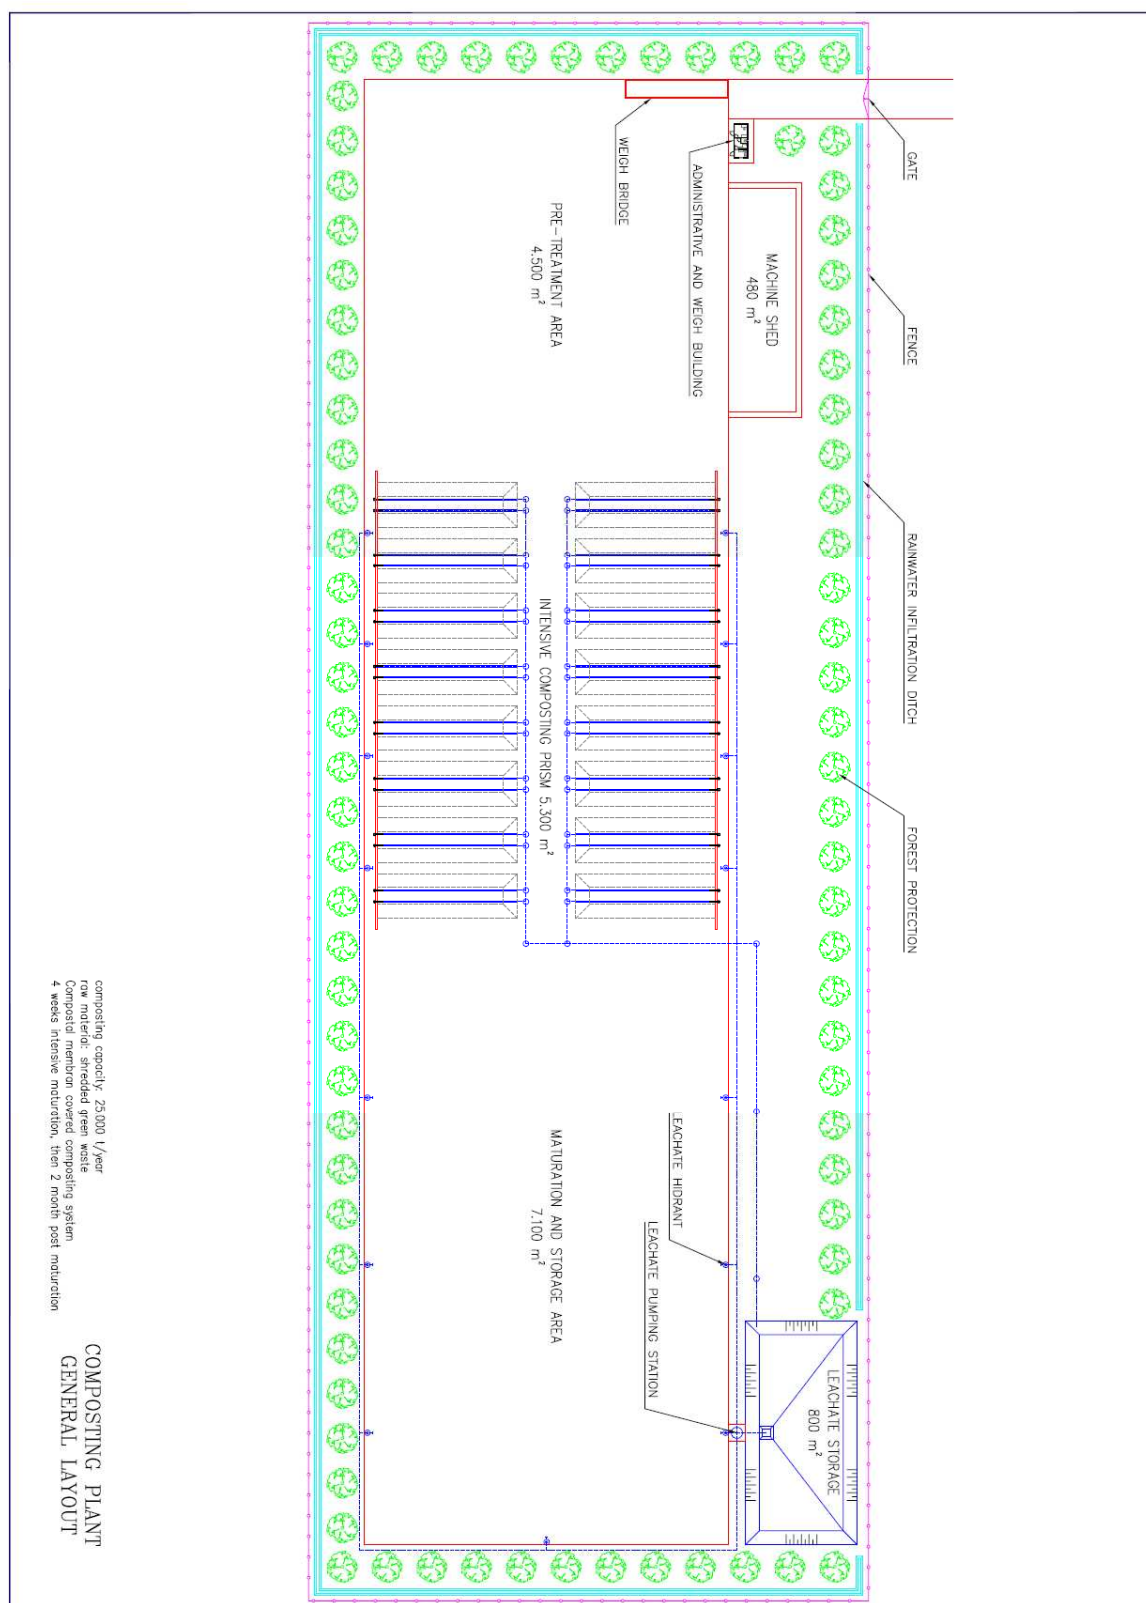 GATE
FENCE
RAINWATER INFILTRATION DITCH
FOREST PROTECTION
MACHINE SHED
480 m²
LEACHATE STORAGE
800 m²
ADMINISTRATIVE AND WEIGH BUILDING
LEACHATE HIDRANT
LEACHATE PUMPING STATION
WEIGH BRIDGE
PRE-TREATMENT AREA
4.500 m²
INTENSIVE COMPOSTING PRISM 5.300 m²
MATURATION AND STORAGE AREA
7.100 m²
composting capacity: 25.000 t/year
raw material: shredded green waste
Compostal membran covered composting system
4 weeks intensive maturation, then 2 month post maturation
COMPOSTING PLANT
GENERAL LAYOUT